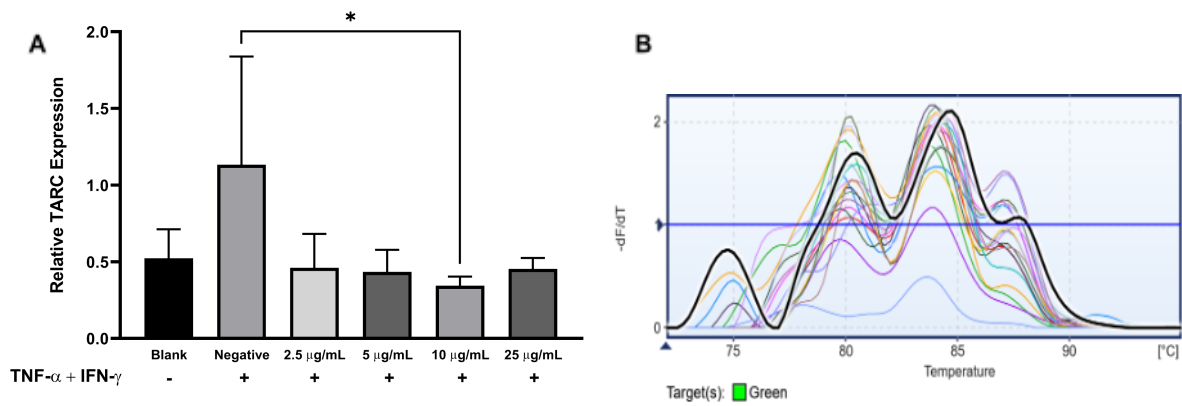 A
*
Relative TARC Expression
2.0
1.5
1.0
0.5
0.0
Blank Negative 2.5 μg/mL 5 μg/mL 10 μg/mL 25 μg/mL
TNF-α + IFN-γ - + + + + +
B
-dF/dT
2
1
0
75 80 85 90 [°C]
Temperature
Target(s): Green